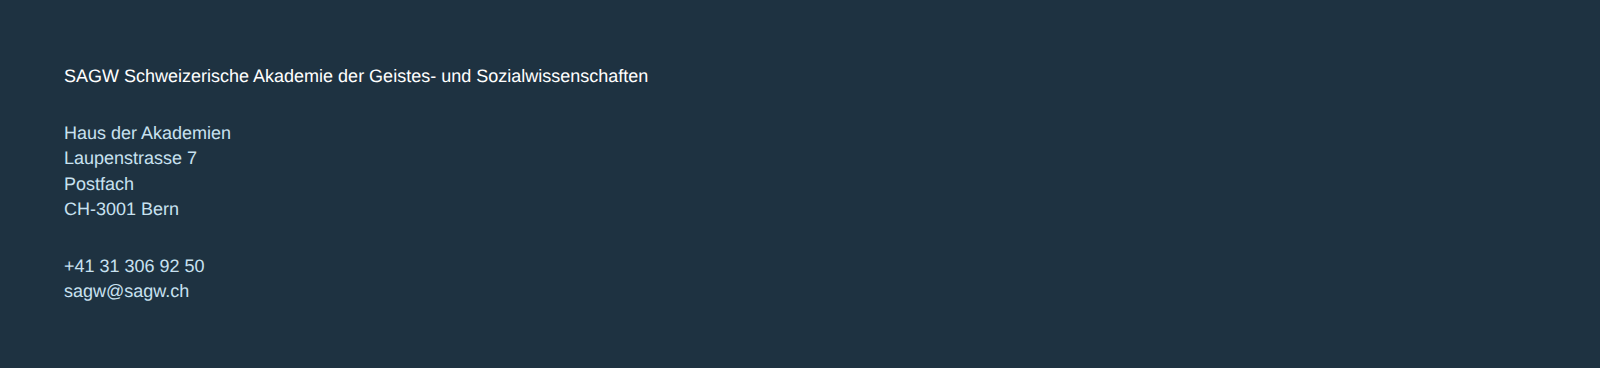 SAGW Schweizerische Akademie der Geistes- und Sozialwissenschaften
Haus der Akademien
Laupenstrasse 7
Postfach
CH-3001 Bern
+41 31 306 92 50
sagw@sagw.ch